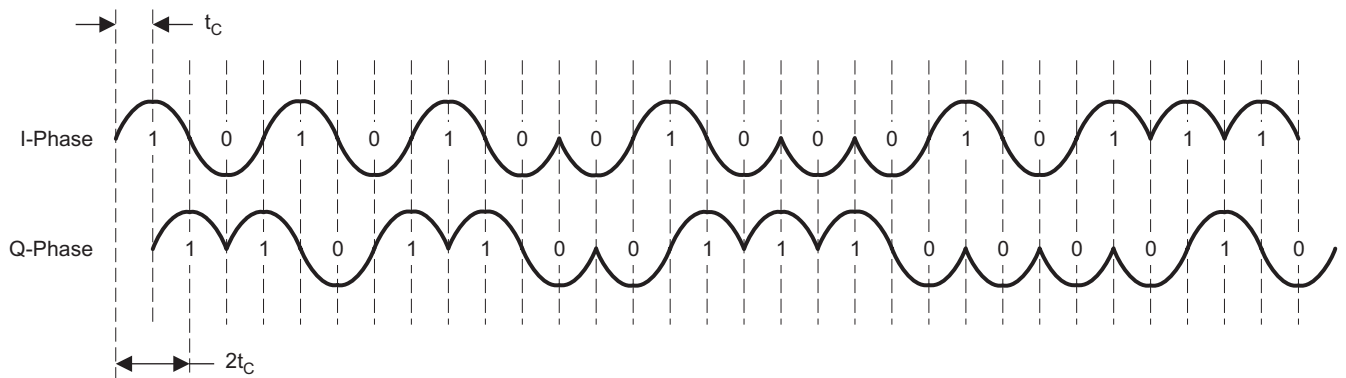 t_C
I-Phase 1 0 1 0 1 0 0 1 0 0 0 1 0 1 1 1
Q-Phase 1 1 0 1 1 0 0 1 1 1 0 0 0 0 1 0
2t_C